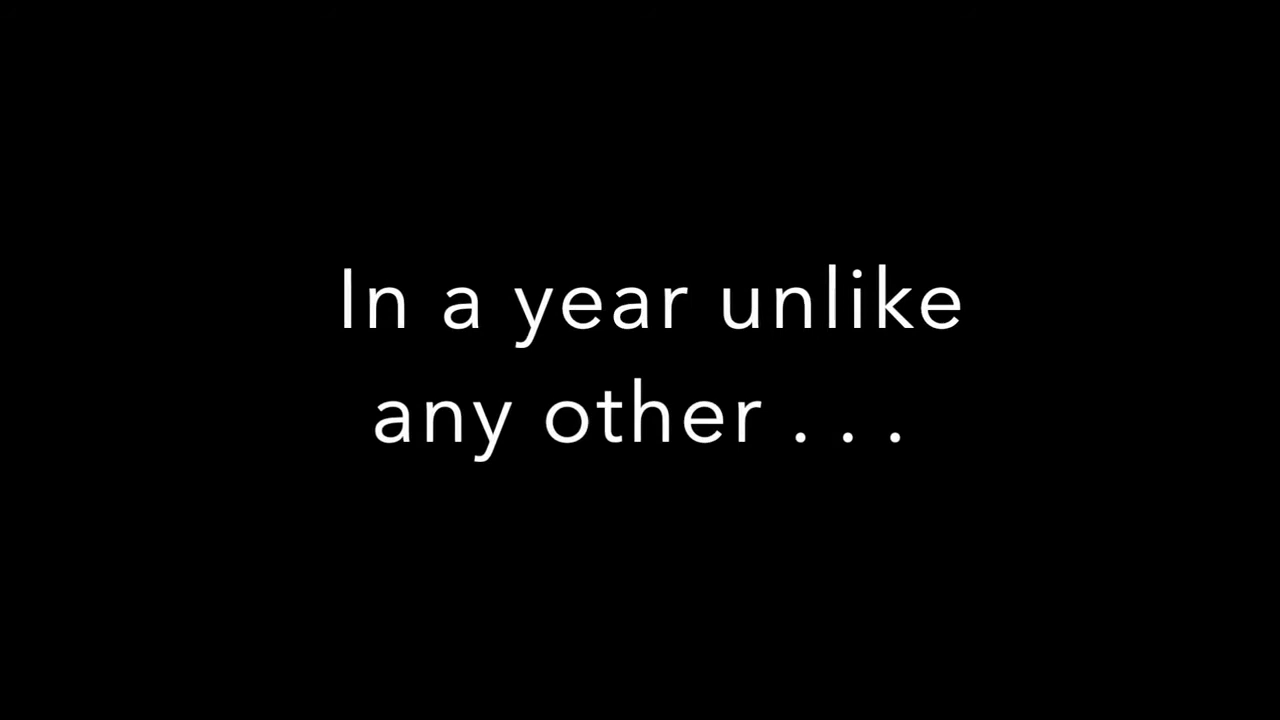 In a year unlike
any other . . .